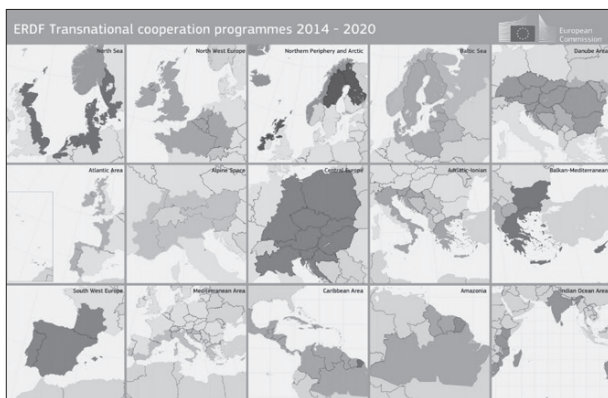 ERDF Transnational cooperation programmes 2014 - 2020
European
Commission
North Sea
North West Europe
Northern Periphery and Arctic
Baltic Sea
Danube Area
Atlantic Area
Alpine Space
Central Europe
Adriatic-Ionian
Balkan-Mediterranean
South West Europe
Mediterranean Area
Caribbean Area
Amazonia
Indian Ocean Area